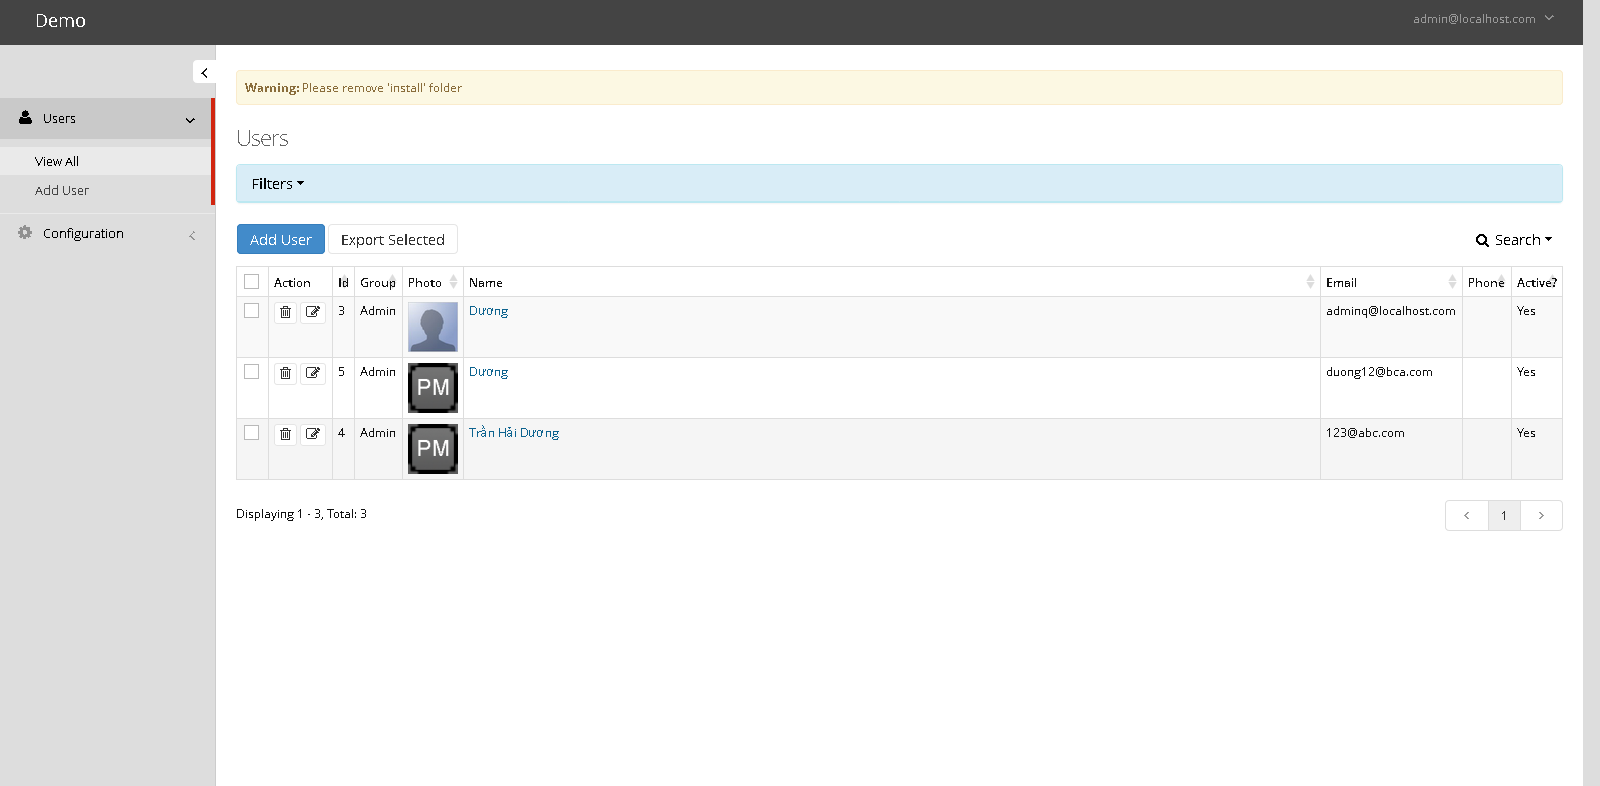 Demo
admin@localhost.com
Warning: Please remove 'install' folder
Users
View All
Add User
Configuration
Users
Filters
Add User Export Selected Search
Action Id Group Photo Name Email Phone Active?
3 Admin Dương adminq@localhost.com Yes
5 Admin PM Dương duong12@bca.com Yes
4 Admin PM Trần Hải Dương 123@abc.com Yes
Displaying 1 - 3, Total: 3
1